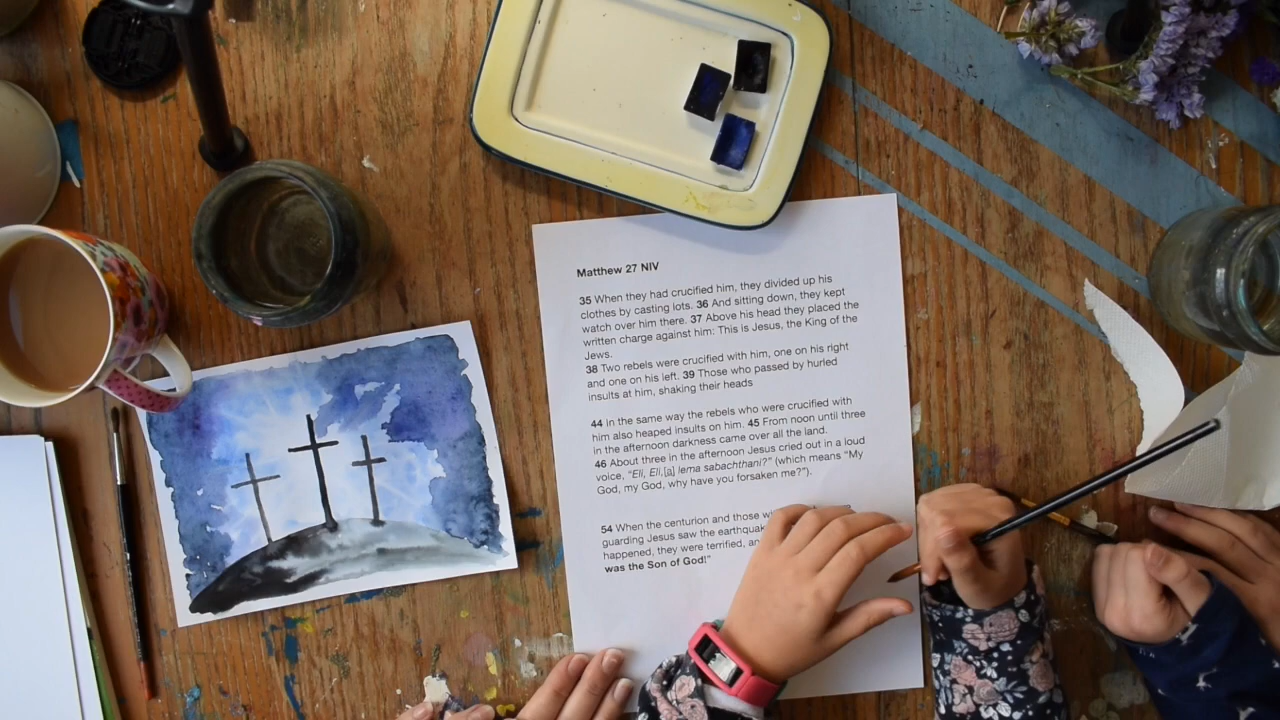 Matthew 27 NIV
35 When they had crucified him, they divided up his
clothes by casting lots. 36 And sitting down, they kept
watch over him there. 37 Above his head they placed the
written charge against him: This is Jesus, the King of the
Jews.
38 Two rebels were crucified with him, one on his right
and one on his left. 39 Those who passed by hurled
insults at him, shaking their heads
44 In the same way the rebels who were crucified with
him also heaped insults on him. 45 From noon until three
in the afternoon darkness came over all the land.
46 About three in the afternoon Jesus cried out in a loud
voice, “Eli, Eli,[a] lema sabachthani?” (which means “My
God, my God, why have you forsaken me?”).
54 When the centurion and those
guarding Jesus saw the
happened, they were terrified,
was the Son of God!”